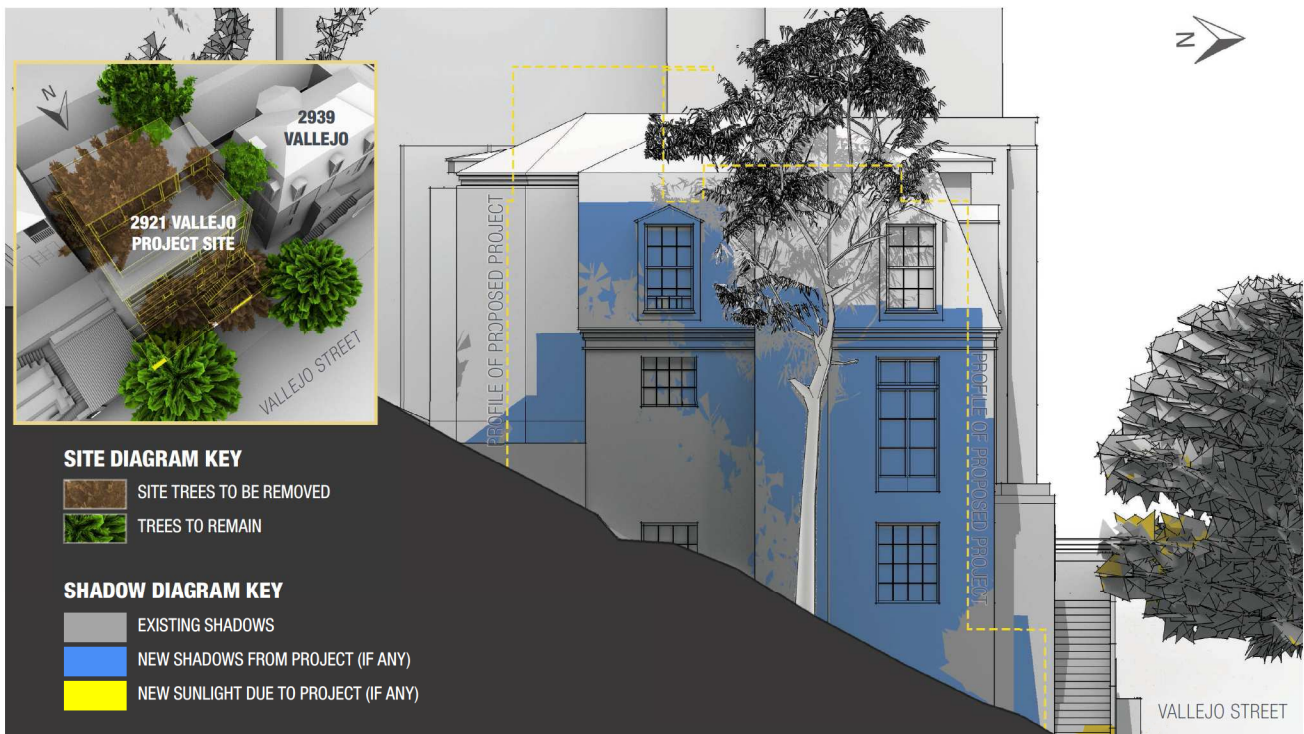 N
2939
VALLEJO
2921 VALLEJO
PROJECT SITE
VALLEJO STREET
SITE DIAGRAM KEY
SITE TREES TO BE REMOVED
TREES TO REMAIN
SHADOW DIAGRAM KEY
EXISTING SHADOWS
NEW SHADOWS FROM PROJECT (IF ANY)
NEW SUNLIGHT DUE TO PROJECT (IF ANY)
PROFILE OF PROPOSED PROJECT
PROFILE OF PROPOSED PROJECT
N
VALLEJO STREET